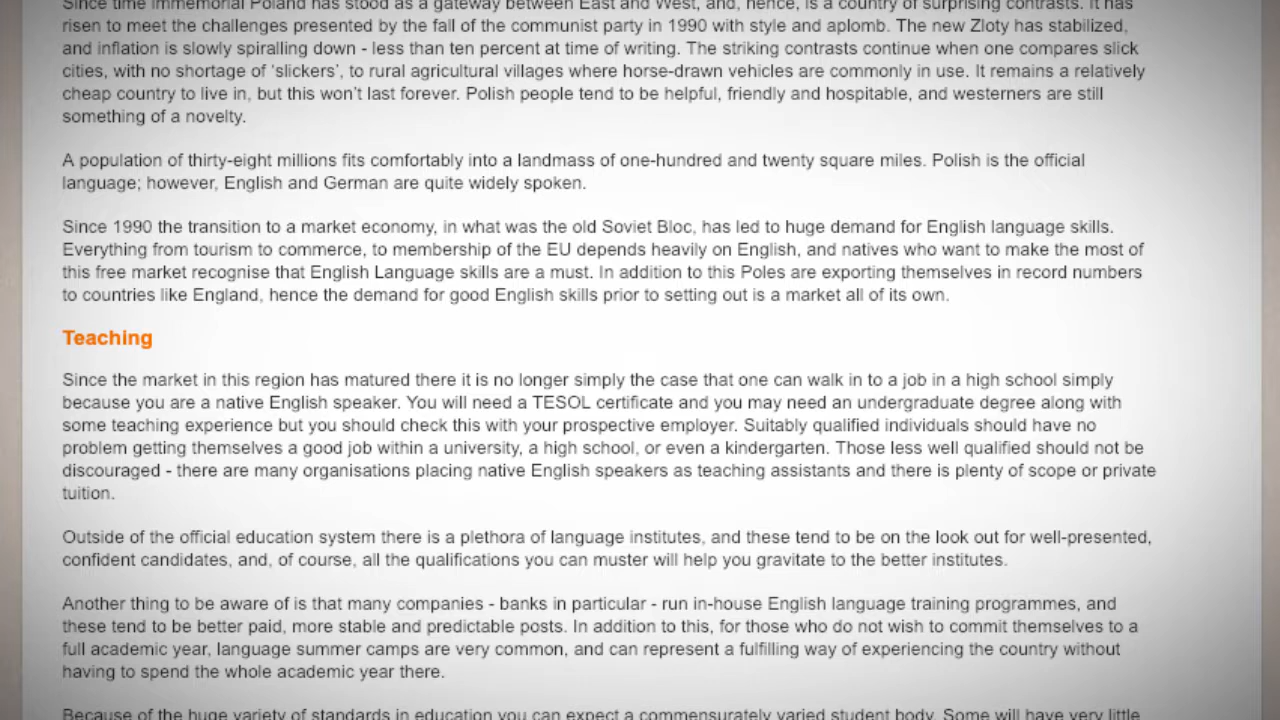 Since time immemorial Poland has stood as a gateway between East and West, and, hence, is a country of surprising contrasts. It has
risen to meet the challenges presented by the fall of the communist party in 1990 with style and aplomb. The new Zloty has stabilized,
and inflation is slowly spiralling down - less than ten percent at time of writing. The striking contrasts continue when one compares slick
cities, with no shortage of ‘slickers’, to rural agricultural villages where horse-drawn vehicles are commonly in use. It remains a relatively
cheap country to live in, but this won’t last forever. Polish people tend to be helpful, friendly and hospitable, and westerners are still
something of a novelty.
A population of thirty-eight millions fits comfortably into a landmass of one-hundred and twenty square miles. Polish is the official
language; however, English and German are quite widely spoken.
Since 1990 the transition to a market economy, in what was the old Soviet Bloc, has led to huge demand for English language skills.
Everything from tourism to commerce, to membership of the EU depends heavily on English, and natives who want to make the most of
this free market recognise that English Language skills are a must. In addition to this Poles are exporting themselves in record numbers
to countries like England, hence the demand for good English skills prior to setting out is a market all of its own.
Teaching
Since the market in this region has matured there it is no longer simply the case that one can walk in to a job in a high school simply
because you are a native English speaker. You will need a TESOL certificate and you may need an undergraduate degree along with
some teaching experience but you should check this with your prospective employer. Suitably qualified individuals should have no
problem getting themselves a good job within a university, a high school, or even a kindergarten. Those less well qualified should not be
discouraged - there are many organisations placing native English speakers as teaching assistants and there is plenty of scope or private
tuition.
Outside of the official education system there is a plethora of language institutes, and these tend to be on the look out for well-presented,
confident candidates, and, of course, all the qualifications you can muster will help you gravitate to the better institutes.
Another thing to be aware of is that many companies - banks in particular - run in-house English language training programmes, and
these tend to be better paid, more stable and predictable posts. In addition to this, for those who do not wish to commit themselves to a
full academic year, language summer camps are very common, and can represent a fulfilling way of experiencing the country without
having to spend the whole academic year there.
Because of the huge variety of standards in education you can expect a commensurately varied student body. Some will have very little